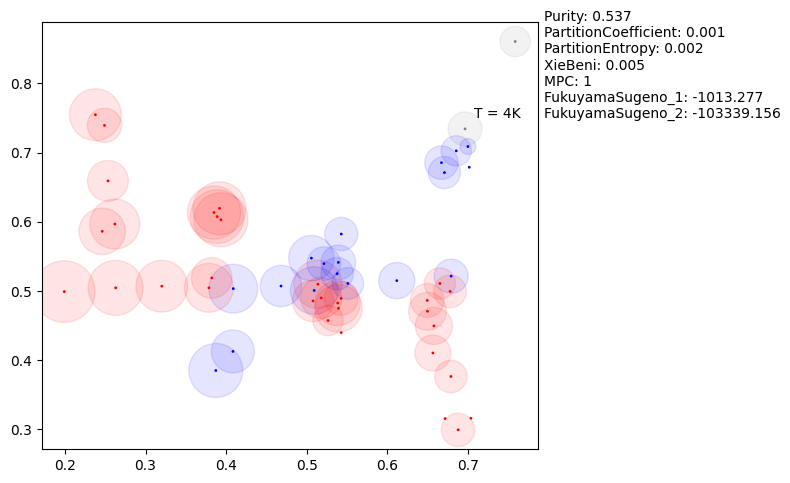 Purity: 0.537
PartitionCoefficient: 0.001
PartitionEntropy: 0.002
XieBeni: 0.005
MPC: 1
FukuyamaSugeno_1: -1013.277
FukuyamaSugeno_2: -103339.156
T = 4K
0.8
0.7
0.6
0.5
0.4
0.3
0.2 0.3 0.4 0.5 0.6 0.7